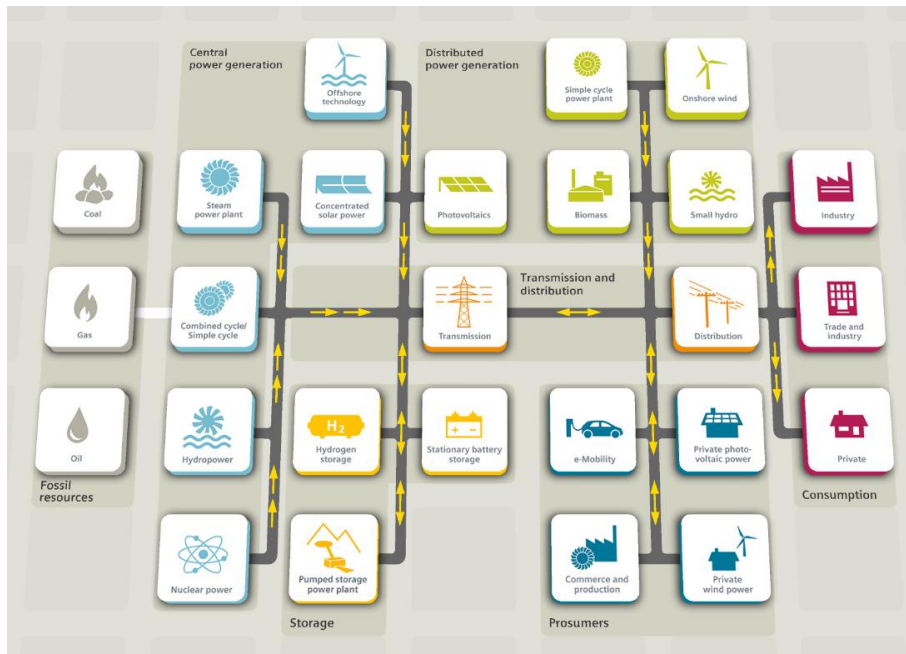 Central
power generation
Distributed
power generation
Offshore
technology
Simple cycle
power plant
Onshore wind
Coal
Steam
power plant
Concentrated
solar power
Photovoltaics
Biomass
Small hydro
Industry
Transmission and
distribution
Gas
Combined cycle/
Simple cycle
Transmission
Distribution
Trade and
industry
Oil
Hydropower
H2
Hydrogen
storage
Stationary battery
storage
e-Mobility
Private photo-
voltaic power
Private
Fossil
resources
Consumption
Nuclear power
Pumped storage
power plant
Commerce and
production
Private
wind power
Storage
Prosumers